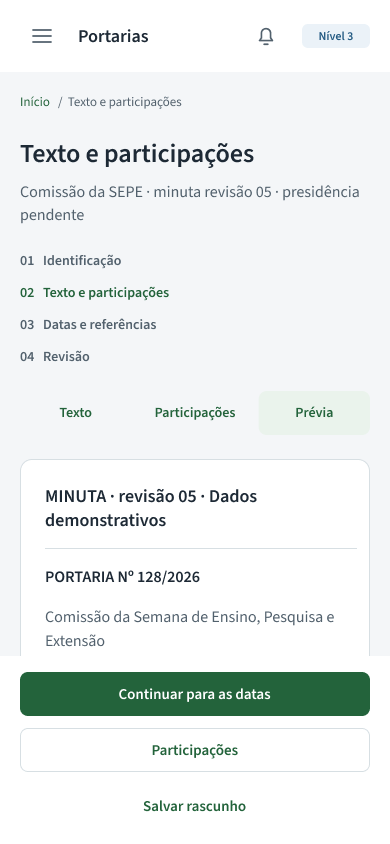 Portarias
Nível 3
Início / Texto e participações
Texto e participações
Comissão da SEPE · minuta revisão 05 · presidência
pendente
01 Identificação
02 Texto e participações
03 Datas e referências
04 Revisão
Texto Participações Prévia
MINUTA · revisão 05 · Dados
demonstrativos
PORTARIA Nº 128/2026
Comissão da Semana de Ensino, Pesquisa e
Extensão
Continuar para as datas
Participações
Salvar rascunho